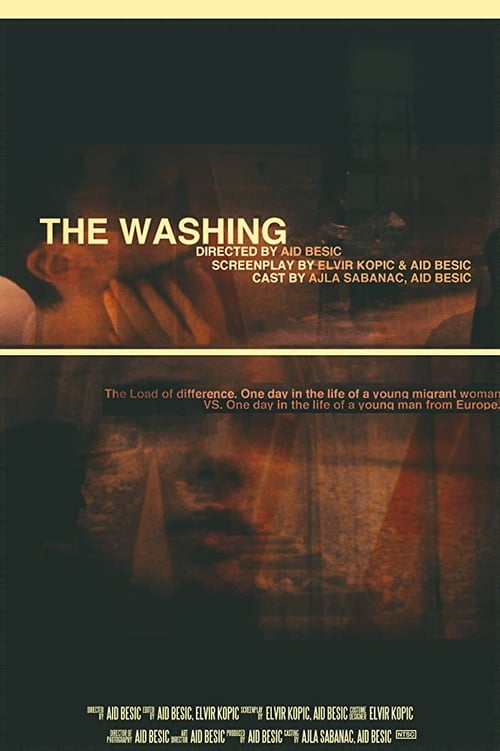 THE WASHING
DIRECTED BY AID BESIC
SCREENPLAY BY ELVIR KOPIC & AID BESIC
CAST BY AJLA SABANAC, AID BESIC
The Load of difference. One day in the life of a young migrant woman
VS. One day in the life of a young man from Europe.
DIRECTED BY AID BESIC EDITED BY AID BESIC, ELVIR KOPIC SCREENPLAY BY ELVIR KOPIC, AID BESIC COSTUME DESIGNER ELVIR KOPIC
DIRECTOR OF PHOTOGRAPHY AID BESIC ART DIRECTOR AID BESIC PRODUCED BY AID BESIC CASTING BY AJLA SABANAC, AID BESIC NTSC